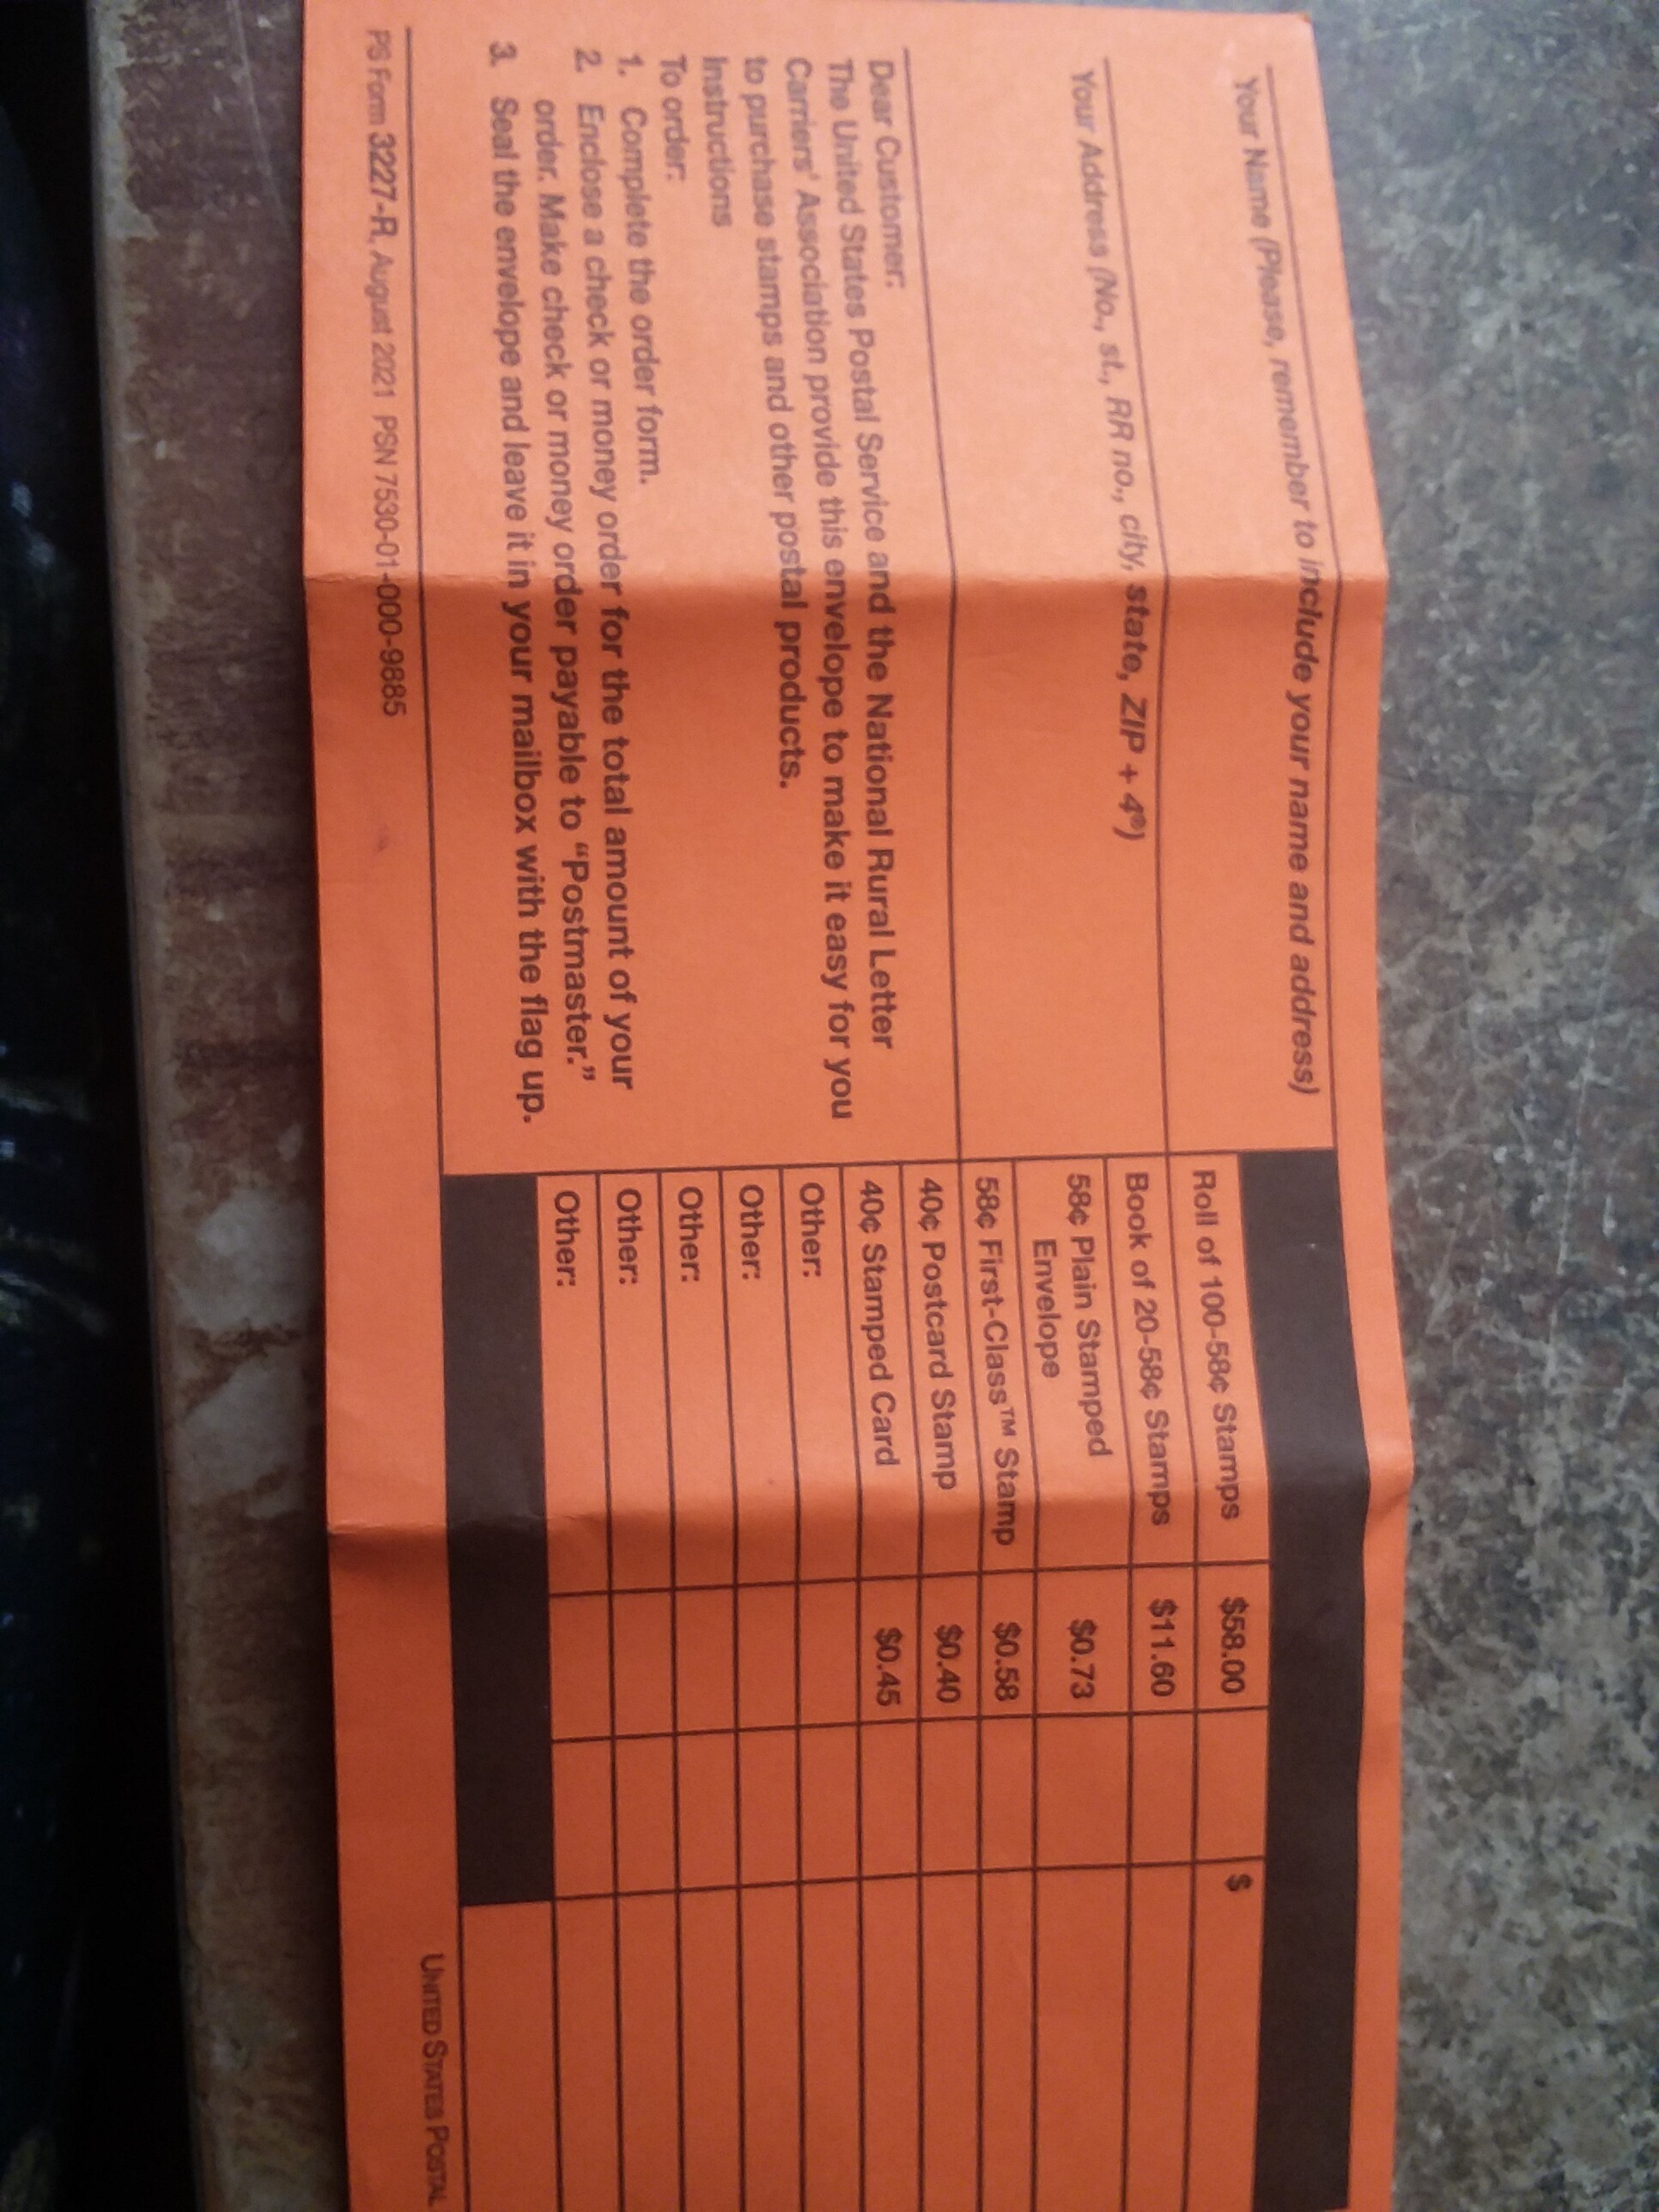 Your Name (Please, remember to include your name and address)
Your Address (No., st., RR no., city, state, ZIP + 4®)
Dear Customer:
The United States Postal Service and the National Rural Letter
Carriers' Association provide this envelope to make it easy for you
to purchase stamps and other postal products.
Instructions
To order:
1. Complete the order form.
2. Enclose a check or money order for the total amount of your
order. Make check or money order payable to “Postmaster.”
3. Seal the envelope and leave it in your mailbox with the flag up.
PS Form 3227-R, August 2021 PSN 7530-01-000-9885
Roll of 100-58¢ Stamps $58.00 $
Book of 20-58¢ Stamps $11.60
58¢ Plain Stamped
Envelope $0.73
58¢ First-Class™ Stamp $0.58
40¢ Postcard Stamp $0.40
40¢ Stamped Card $0.45
Other:
Other:
Other:
Other:
Other:
UNITED STATES POSTAL